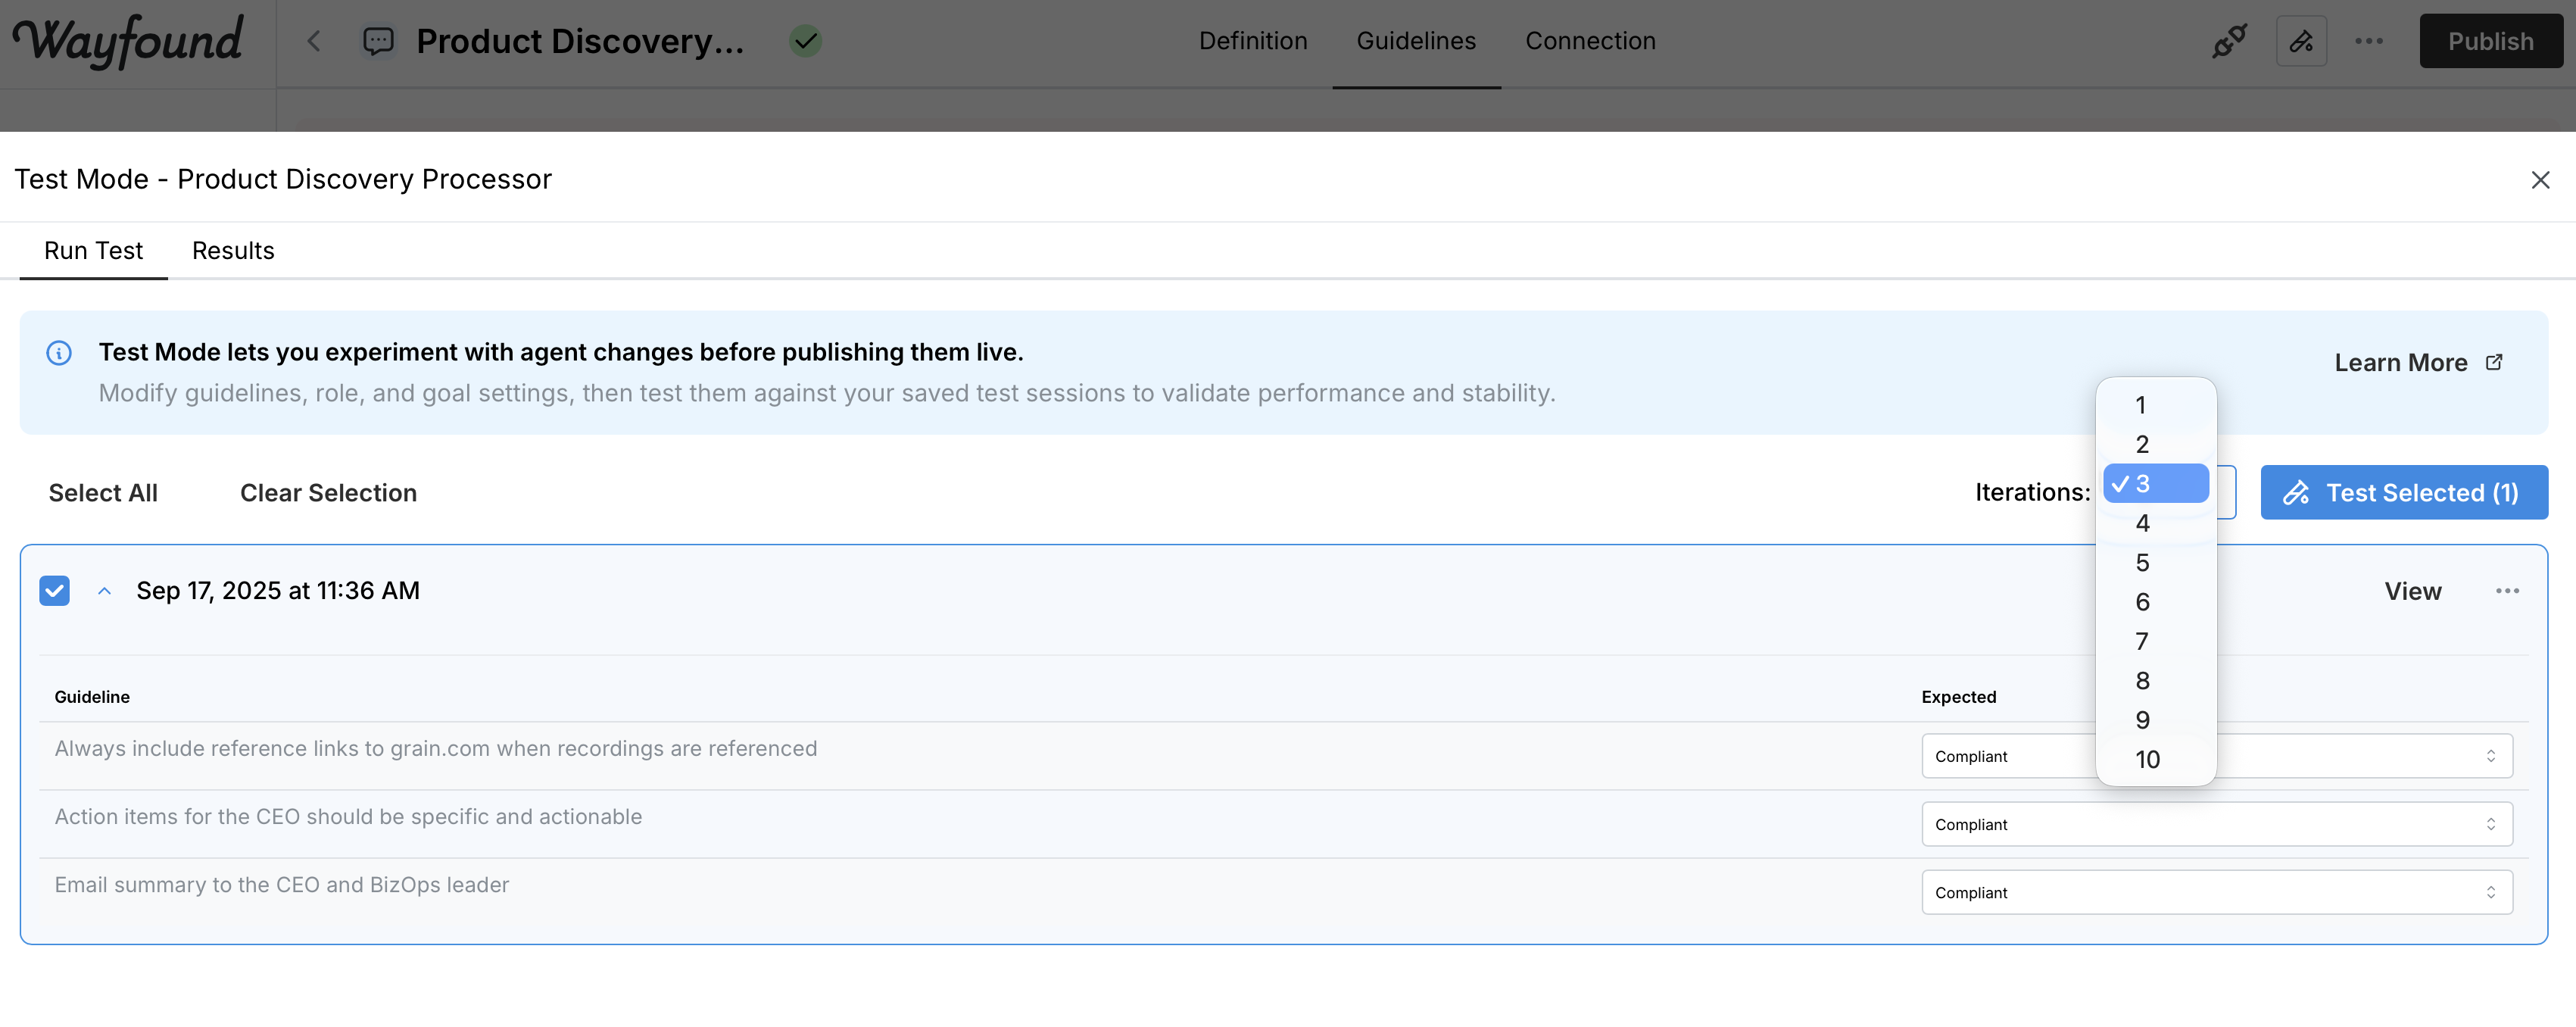 Wayfound
Product Discovery...
Definition
Guidelines
Connection
Publish
Test Mode - Product Discovery Processor
Run Test
Results
Test Mode lets you experiment with agent changes before publishing them live.
Modify guidelines, role, and goal settings, then test them against your saved test sessions to validate performance and stability.
Learn More
Select All
Clear Selection
Iterations:
1
2
3
4
5
6
7
8
9
10
Test Selected (1)
Sep 17, 2025 at 11:36 AM
View
Guideline
Expected
Always include reference links to grain.com when recordings are referenced
Compliant
Action items for the CEO should be specific and actionable
Compliant
Email summary to the CEO and BizOps leader
Compliant